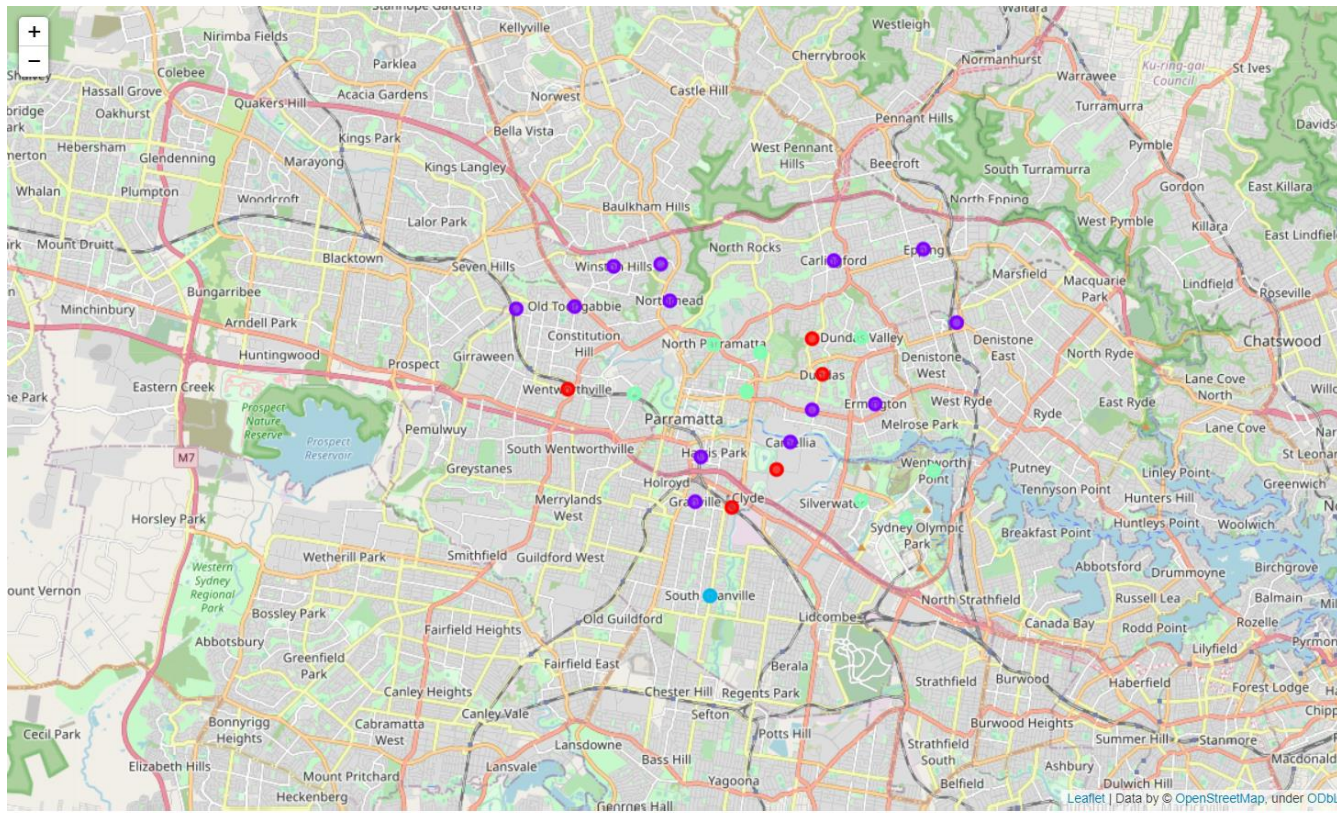 Stanhope Gardens
Waitara
+
−
Nirimba Fields
Kellyville
Westleigh
Cherrybrook
Normanhurst
Ku-ring-gai
Council
St Ives
Parklea
Colebee
Hassall Grove
Oakhurst
Quakers Hill
Acacia Gardens
Norwest
Castle Hill
Warrawee
Turramurra
Pennant Hills
Bella Vista
Kings Park
Hebersham
Glendenning
Marayong
Kings Langley
West Pennant
Hills
Beecroft
South Turramurra
Pymble
Gordon
East Killara
Whalan
Plumpton
Woodcroft
Lalor Park
Baulkham Hills
North Epping
West Pymble
Killara
East Lindfield
Mount Druitt
Blacktown
Seven Hills
Winston Hills
North Rocks
Carlingford
Epping
Marsfield
Macquarie
Park
Lindfield
Roseville
Minchinbury
Bungarribee
Arndell Park
Old Toongabbie
Northmead
Constitution
Hill
North Parramatta
Dundas Valley
Denistone
East
Denistone
West
North Ryde
Chatswood
Huntingwood
Prospect
Girraween
Eastern Creek
Wentworthville
Dundas
Ermington
West Ryde
Ryde
East Ryde
Lane Cove
North
Prospect
Nature
Reserve
Prospect
Reservoir
Pemulwuy
Parramatta
Melrose Park
Lane Cove
M7
South Wentworthville
Harris Park
Camellia
Wentworth
Point
Putney
Linley Point
St Leonar
Greystanes
Holroyd
Tennyson Point
Hunters Hill
Greenwich
Horsley Park
Merrylands
West
Granville
Clyde
Silverwater
Sydney Olympic
Park
Huntleys Point
Woolwich
Breakfast Point
Wetherill Park
Smithfield
Guildford West
Abbotsford
Drummoyne
Birchgrove
ount Vernon
Western
Sydney
Regional
Park
Bossley Park
South Granville
North Strathfield
Russell Lea
Balmain
Canada Bay
Rodd Point
Rozelle
Old Guildford
Lidcombe
Abbotsbury
Fairfield Heights
Greenfield
Park
Fairfield East
Berala
Strathfield
Burwood
Lilyfield
Haberfield
Forest Lodge
Canley Heights
Chester Hill
Regents Park
Bonnyrigg
Heights
Cabramatta
West
Canley Vale
Sefton
Potts Hill
Burwood Heights
Summer Hill
Stanmore
Cecil Park
Lansdowne
Bass Hill
Strathfield
South
Ashbury
Macdonald
Elizabeth Hills
Mount Pritchard
Lansvale
Yagoona
Belfield
Dulwich Hill
Heckenberg
Georges Hall
Leaflet | Data by © OpenStreetMap, under ODbL